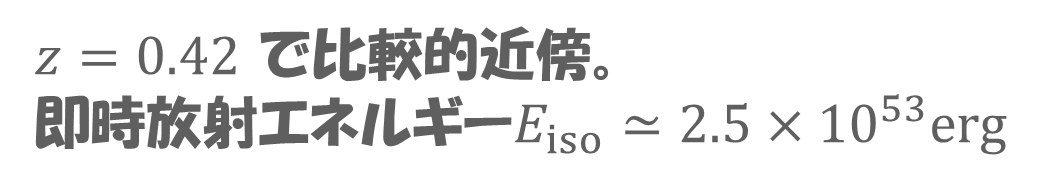 z = 0.42 で比較的近傍。
即時放射エネルギーE_iso ≃ 2.5 × 10^53 erg